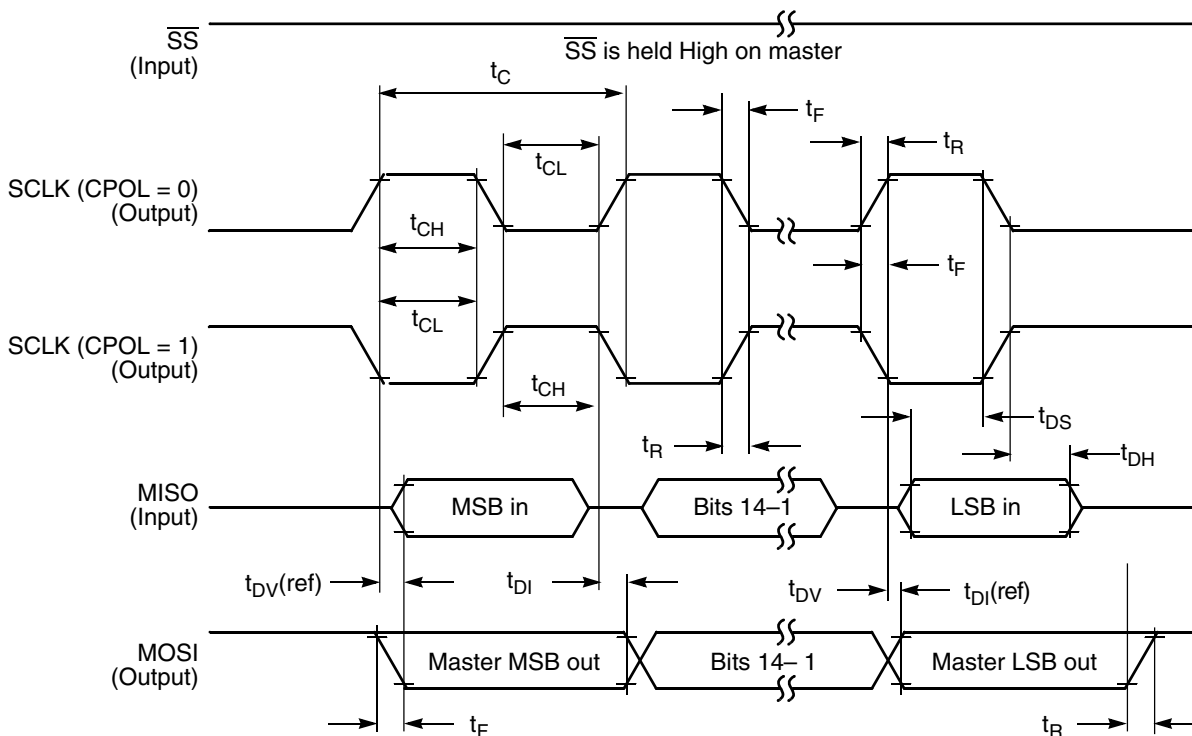 SS
(Input)
SS is held High on master
tC
tF
tR
tCL
SCLK (CPOL = 0)
(Output)
tCH
tF
tCL
SCLK (CPOL = 1)
(Output)
tCH
tDS
tR
tDH
MISO
(Input)
MSB in
Bits 14–1
LSB in
tDV(ref)
tDI
tDV
tDI(ref)
MOSI
(Output)
Master MSB out
Bits 14– 1
Master LSB out
tF
tR